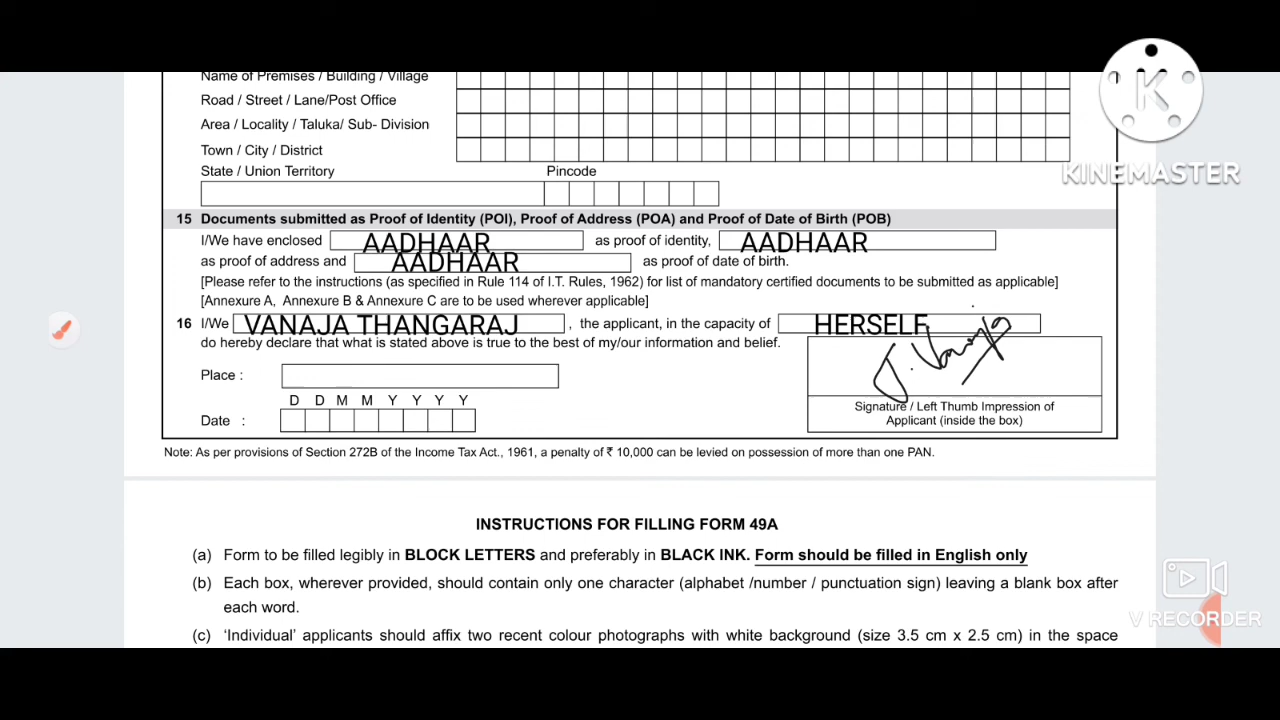 Name of Premises / Building / Village
Road / Street / Lane/Post Office
Area / Locality / Taluka/ Sub- Division
Town / City / District
State / Union Territory Pincode
15 Documents submitted as Proof of Identity (POI), Proof of Address (POA) and Proof of Date of Birth (POB)
I/We have enclosed AADHAAR as proof of identity, AADHAAR
as proof of address and AADHAAR as proof of date of birth.
[Please refer to the instructions (as specified in Rule 114 of I.T. Rules, 1962) for list of mandatory certified documents to be submitted as applicable]
[Annexure A, Annexure B & Annexure C are to be used wherever applicable]
16 I/We VANAJA THANGARAJ , the applicant, in the capacity of HERSELF
do hereby declare that what is stated above is true to the best of my/our information and belief.
J. Vanaja
Place :
D D M M Y Y Y Y
Date :
Signature / Left Thumb Impression of
Applicant (inside the box)
Note: As per provisions of Section 272B of the Income Tax Act., 1961, a penalty of ₹ 10,000 can be levied on possession of more than one PAN.
INSTRUCTIONS FOR FILLING FORM 49A
(a) Form to be filled legibly in BLOCK LETTERS and preferably in BLACK INK. Form should be filled in English only
(b) Each box, wherever provided, should contain only one character (alphabet /number / punctuation sign) leaving a blank box after
each word.
(c) ‘Individual’ applicants should affix two recent colour photographs with white background (size 3.5 cm x 2.5 cm) in the space
K
KINEMASTER
V RECORDER